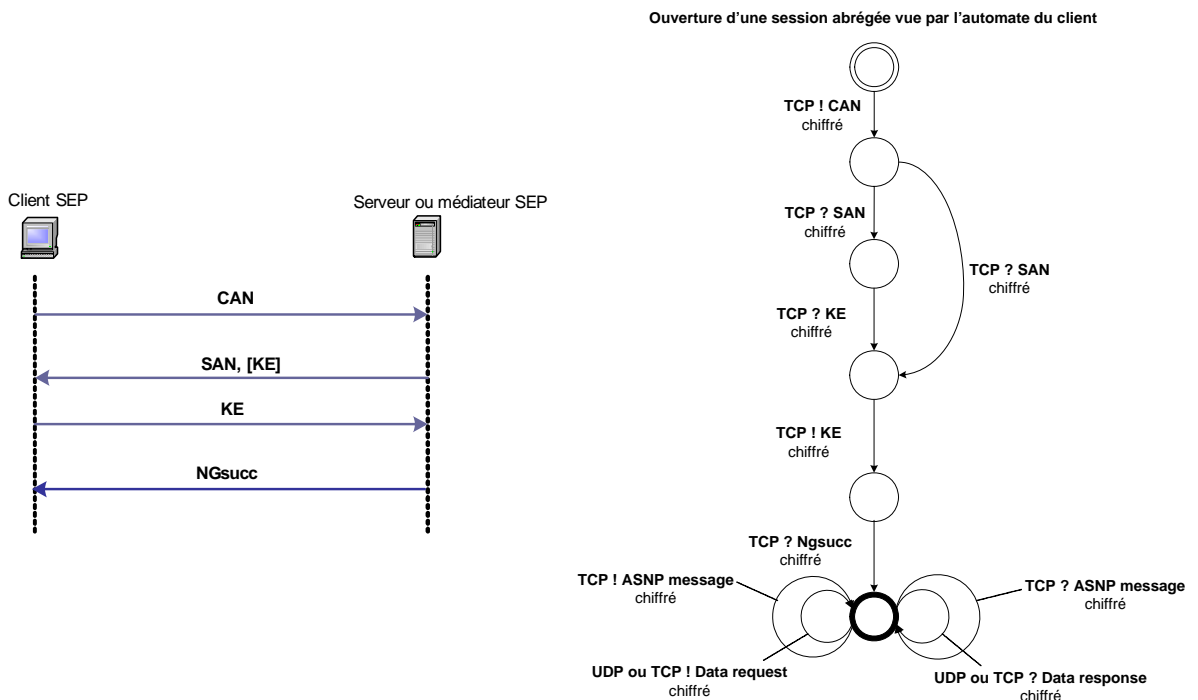 Ouverture d'une session abrégée vue par l'automate du client
Client SEP
Serveur ou médiateur SEP
CAN
SAN, [KE]
KE
NGsucc
TCP ! CAN
chiffré
TCP ? SAN
chiffré
TCP ? SAN
chiffré
TCP ? KE
chiffré
TCP ! KE
chiffré
TCP ? Ngsucc
chiffré
TCP ! ASNP message
chiffré
TCP ? ASNP message
chiffré
UDP ou TCP ! Data request
chiffré
UDP ou TCP ? Data response
chiffré